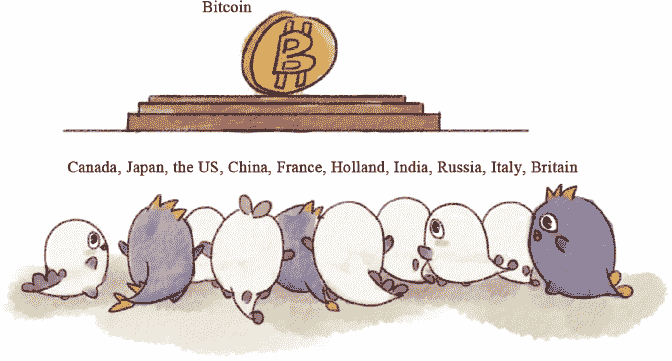 Bitcoin
Canada, Japan, the US, China, France, Holland, India, Russia, Italy, Britain